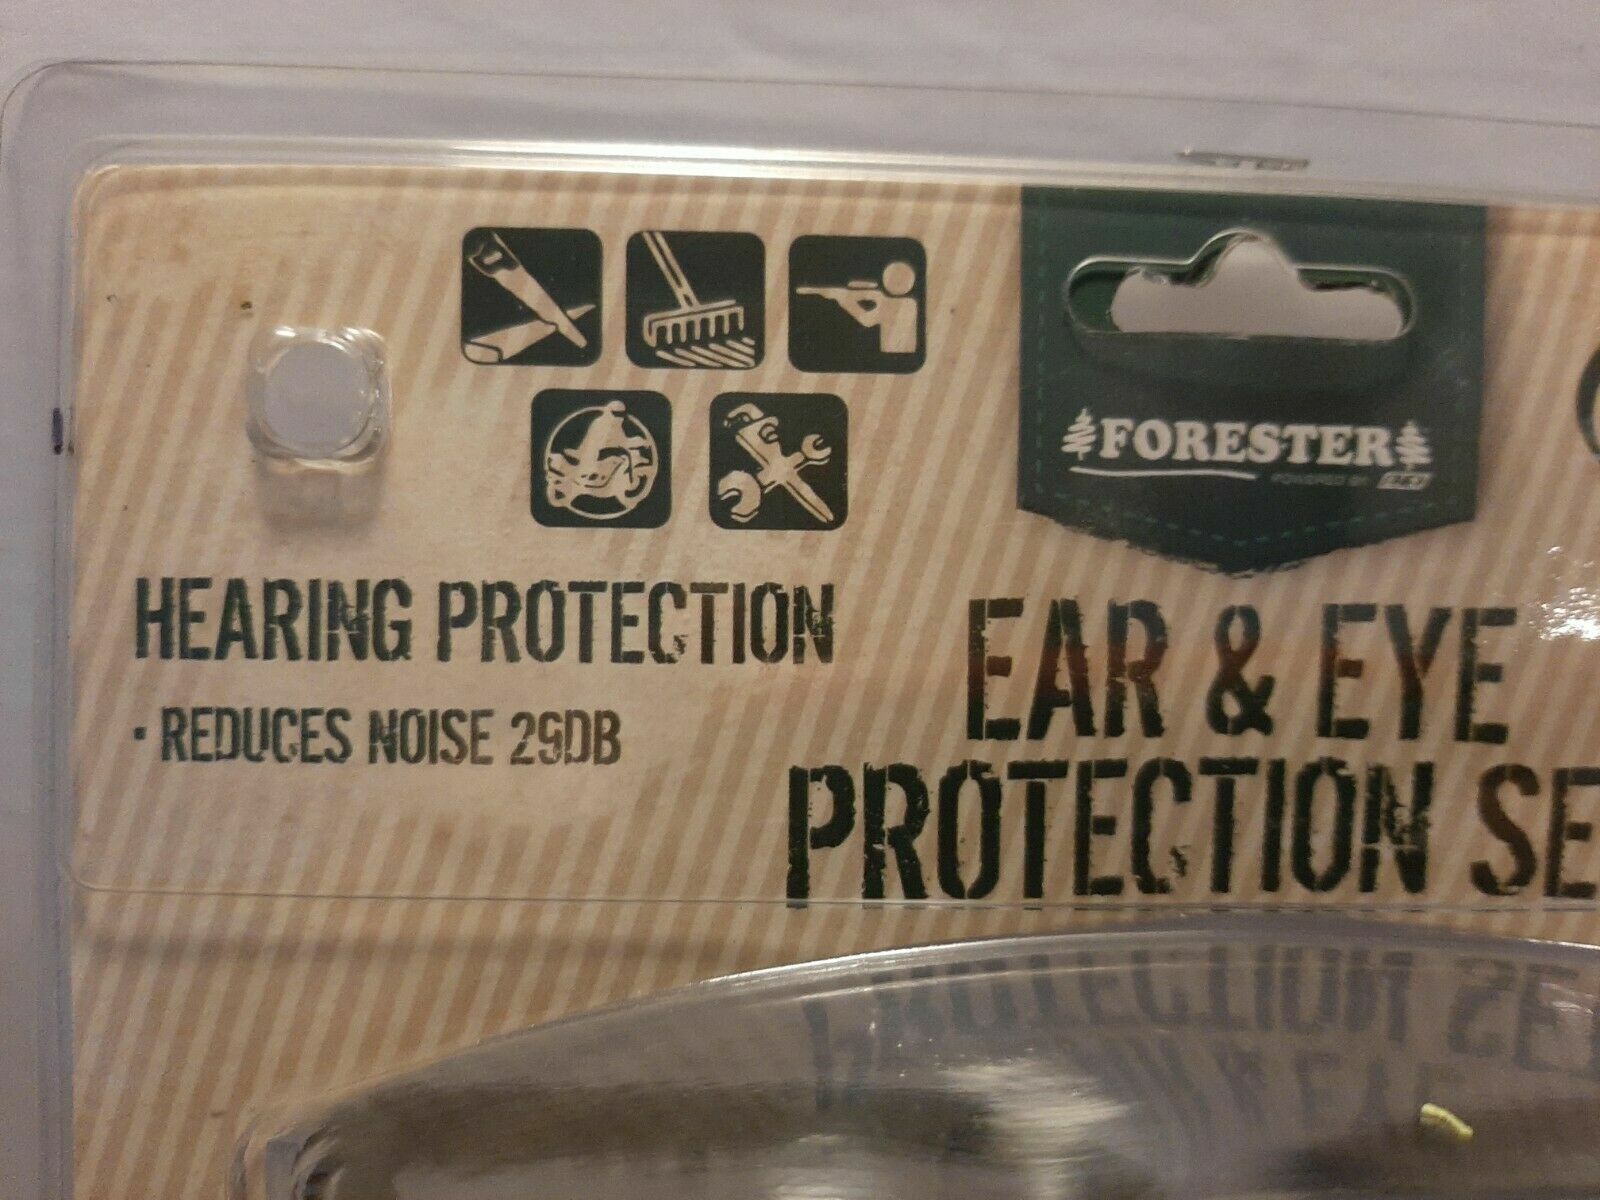 FORESTER
POWERED BY
HEARING PROTECTION
· REDUCES NOISE 29DB
EAR & EYE
PROTECTION SE